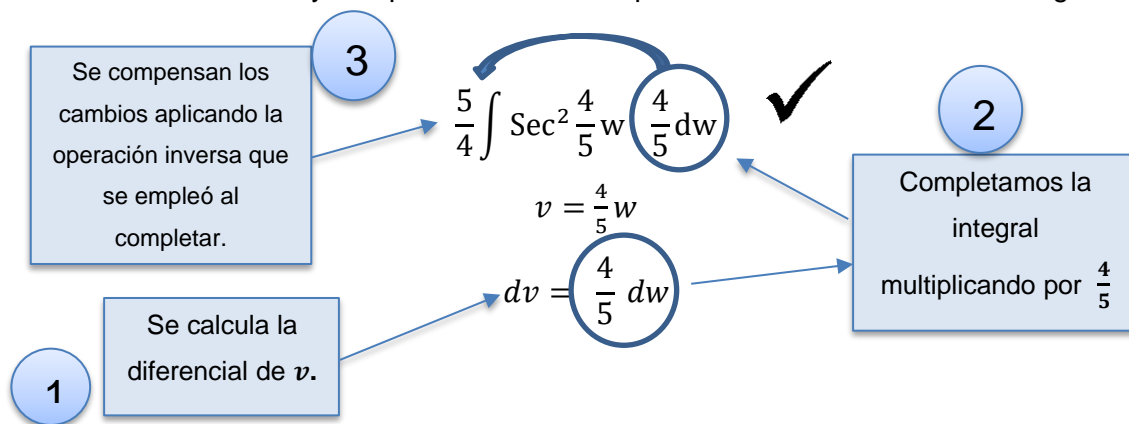 3
Se compensan los
cambios aplicando la
operación inversa que
se empleó al
completar.
5/4 ∫ Sec² 4/5 w 4/5 dw ✔
v = 4/5 w
dv = 4/5 dw
2
Completamos la
integral
multiplicando por 4/5
Se calcula la
diferencial de v.
1